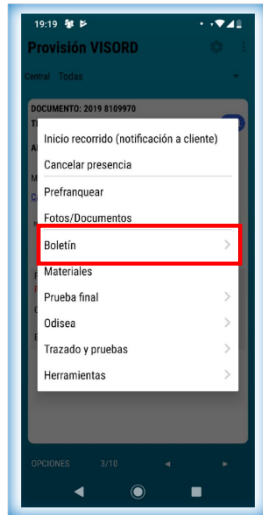 19:19
Provisión VISORD
Central Todas
DOCUMENTO: 2019 8109970
Inicio recorrido (notificación a cliente)
Cancelar presencia
Prefranquear
Fotos/Documentos
Boletín
Materiales
Prueba final
Odisea
Trazado y pruebas
Herramientas
OPCIONES 3/10